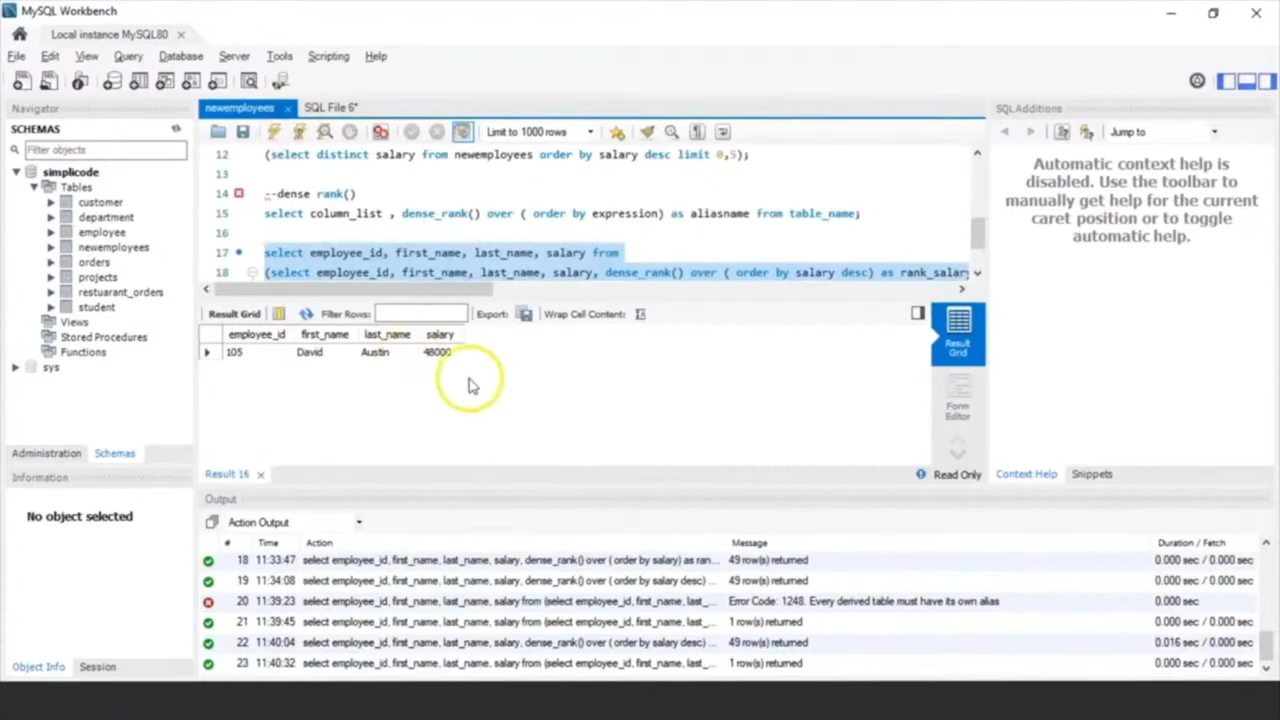 MySQL Workbench
Local instance MySQL80
File Edit View Query Database Server Tools Scripting Help
Navigator
SCHEMAS
Filter objects
simplicode
Tables
customer
department
employee
newemployees
orders
projects
restuarant_orders
student
Views
Stored Procedures
Functions
sys
Administration Schemas
Information
No object selected
Object Info Session
newemployees SQL File 6*
Limit to 1000 rows
12 (select distinct salary from newemployees order by salary desc limit 0,5);
13
14 --dense rank()
15 select column_list , dense_rank() over ( order by expression) as aliasname from table_name;
16
17 select employee_id, first_name, last_name, salary from
18 (select employee_id, first_name, last_name, salary, dense_rank() over ( order by salary desc) as rank_salary
Result Grid Filter Rows: Export: Wrap Cell Content:
employee_id first_name last_name salary
105 David Austin 48000
Result Grid
Form Editor
Result 16 Read Only
SQLAdditions
Jump to
Automatic context help is
disabled. Use the toolbar to
manually get help for the current
caret position or to toggle
automatic help.
Context Help Snippets
Output
Action Output
# Time Action Message Duration / Fetch
18 11:33:47 select employee_id, first_name, last_name, salary, dense_rank() over ( order by salary) as ran... 49 row(s) returned 0.000 sec / 0.000 sec
19 11:34:08 select employee_id, first_name, last_name, salary, dense_rank() over ( order by salary desc) ... 49 row(s) returned 0.000 sec / 0.000 sec
20 11:39:23 select employee_id, first_name, last_name, salary from (select employee_id, first_name, last_... Error Code: 1248. Every derived table must have its own alias 0.000 sec
21 11:39:45 select employee_id, first_name, last_name, salary from (select employee_id, first_name, last_... 1 row(s) returned 0.000 sec / 0.000 sec
22 11:40:04 select employee_id, first_name, last_name, salary, dense_rank() over ( order by salary desc) ... 49 row(s) returned 0.016 sec / 0.000 sec
23 11:40:32 select employee_id, first_name, last_name, salary from (select employee_id, first_name, last_... 1 row(s) returned 0.000 sec / 0.000 sec